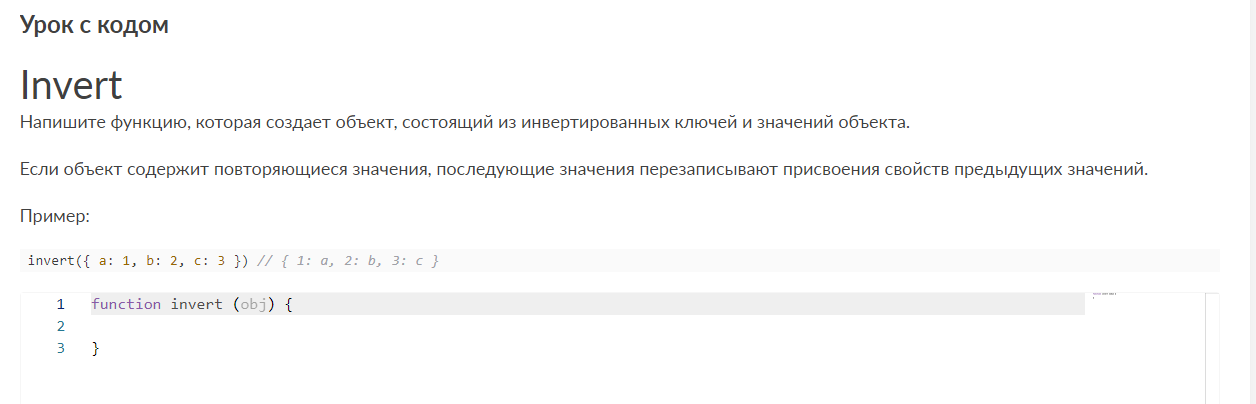 Урок с кодом
Invert
Напишите функцию, которая создает объект, состоящий из инвертированных ключей и значений объекта.
Если объект содержит повторяющиеся значения, последующие значения перезаписывают присвоения свойств предыдущих значений.
Пример:
invert({ a: 1, b: 2, c: 3 }) // { 1: a, 2: b, 3: c }
1 function invert (obj) {
2
3 }